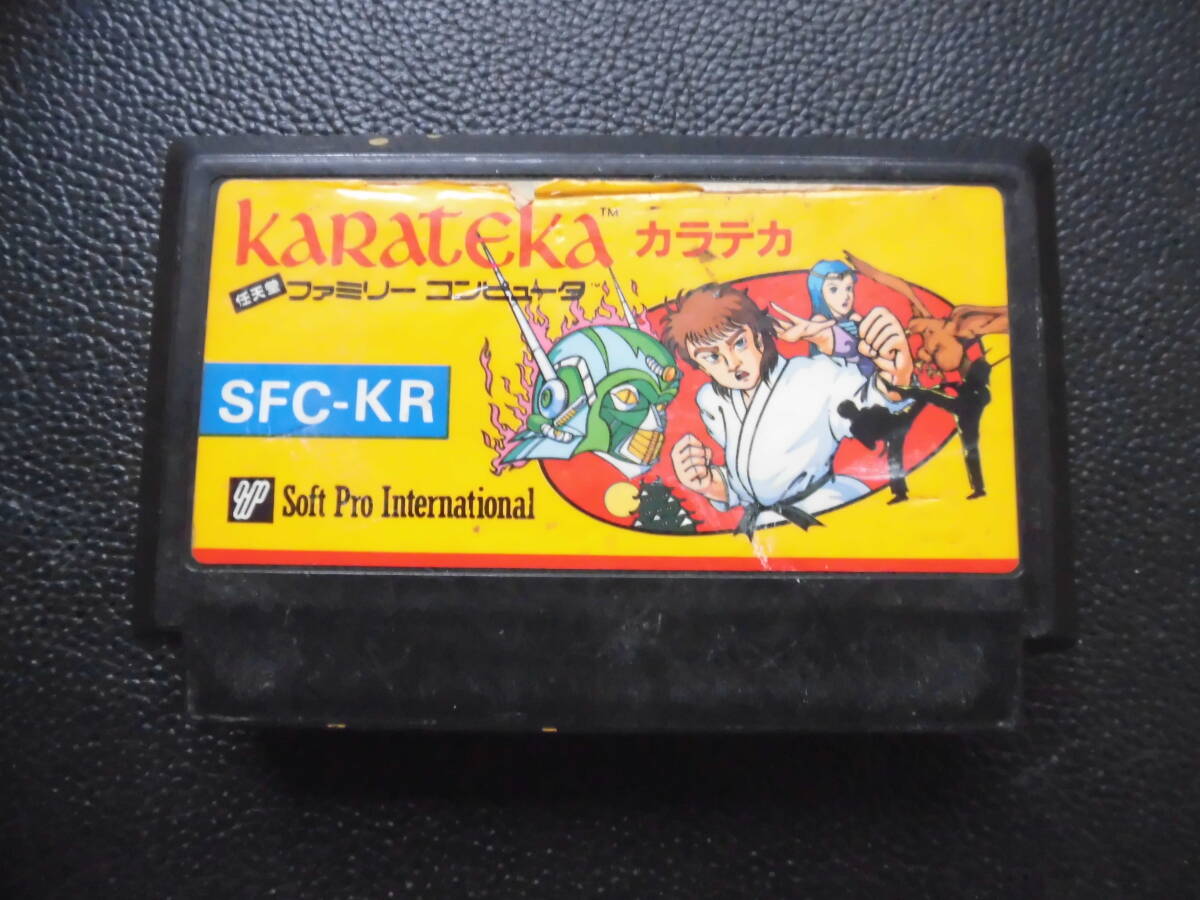 KARATEKA™ カラテカ
任天堂 ファミリー コンピュータ™
SFC-KR
Soft Pro International